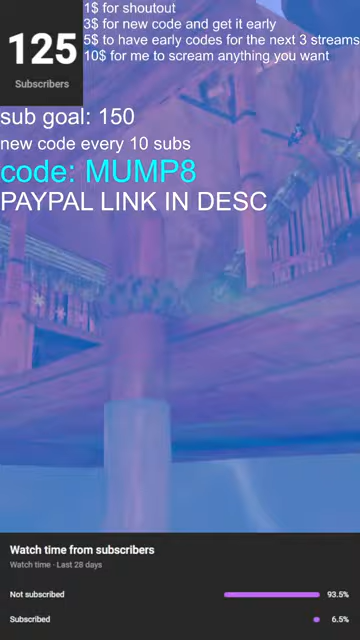 1$ for shoutout
3$ for new code and get it early
5$ to have early codes for the next 3 streams
10$ for me to scream anything you want
125
Subscribers
sub goal: 150
new code every 10 subs
code: MUMP8
PAYPAL LINK IN DESC
Watch time from subscribers
Watch time · Last 28 days
Not subscribed 93.5%
Subscribed 6.5%